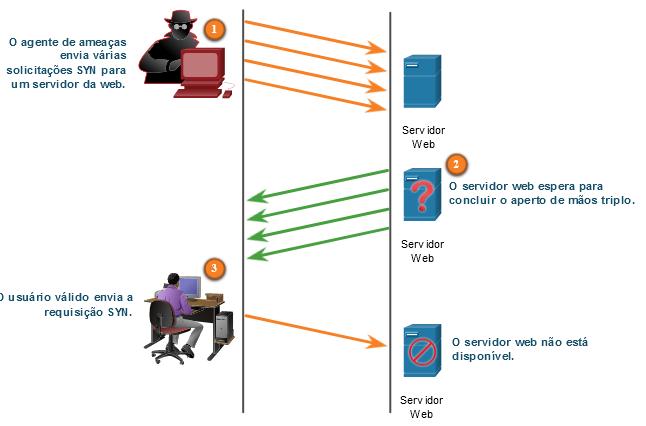 1
O agente de ameaças
envia várias
solicitações SYN para
um servidor da web.
Servidor
Web
2
O servidor web espera para
concluir o aperto de mãos triplo.
Servidor
Web
3
O usuário válido envia a
requisição SYN.
O servidor web não está
disponível.
Servidor
Web